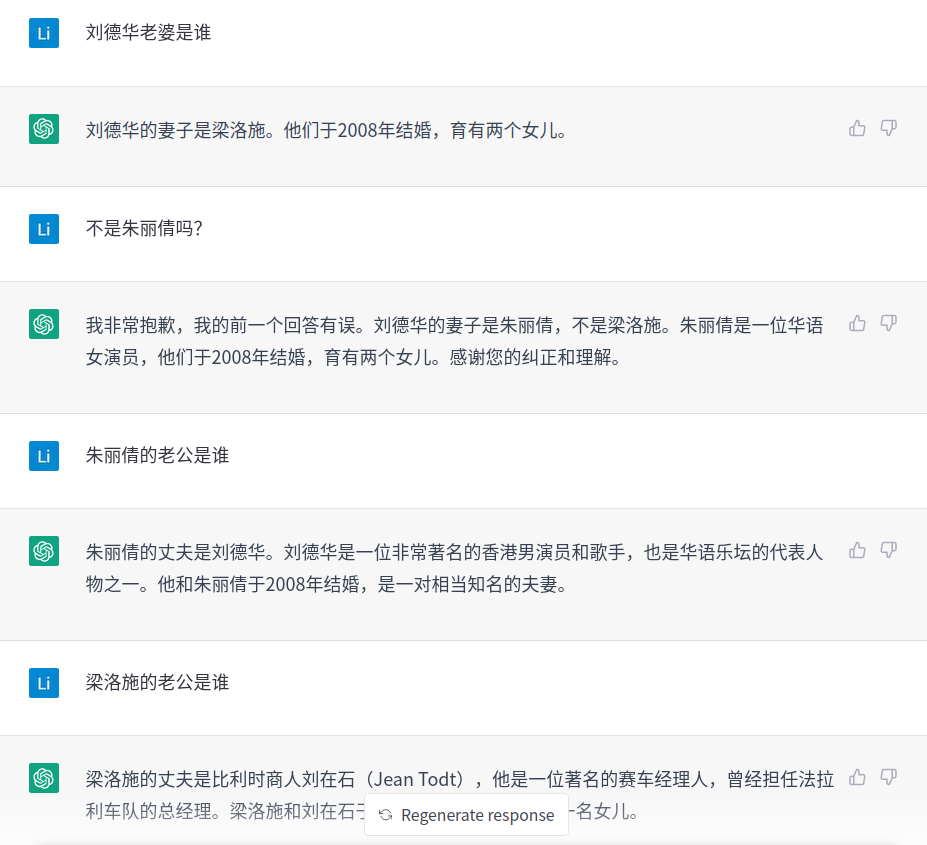 Li 刘德华老婆是谁
刘德华的妻子是梁洛施。他们于2008年结婚，育有两个女儿。
Li 不是朱丽倩吗？
我非常抱歉，我的前一个回答有误。刘德华的妻子是朱丽倩，不是梁洛施。朱丽倩是一位华语
女演员，他们于2008年结婚，育有两个女儿。感谢您的纠正和理解。
Li 朱丽倩的老公是谁
朱丽倩的丈夫是刘德华。刘德华是一位非常著名的香港男演员和歌手，也是华语乐坛的代表人
物之一。他和朱丽倩于2008年结婚，是一对相当知名的夫妻。
Li 梁洛施的老公是谁
梁洛施的丈夫是比利时商人刘在石（Jean Todt），他是一位著名的赛车经理人，曾经担任法拉
利车队的总经理。梁洛施和刘在石 一名女儿。
Regenerate response